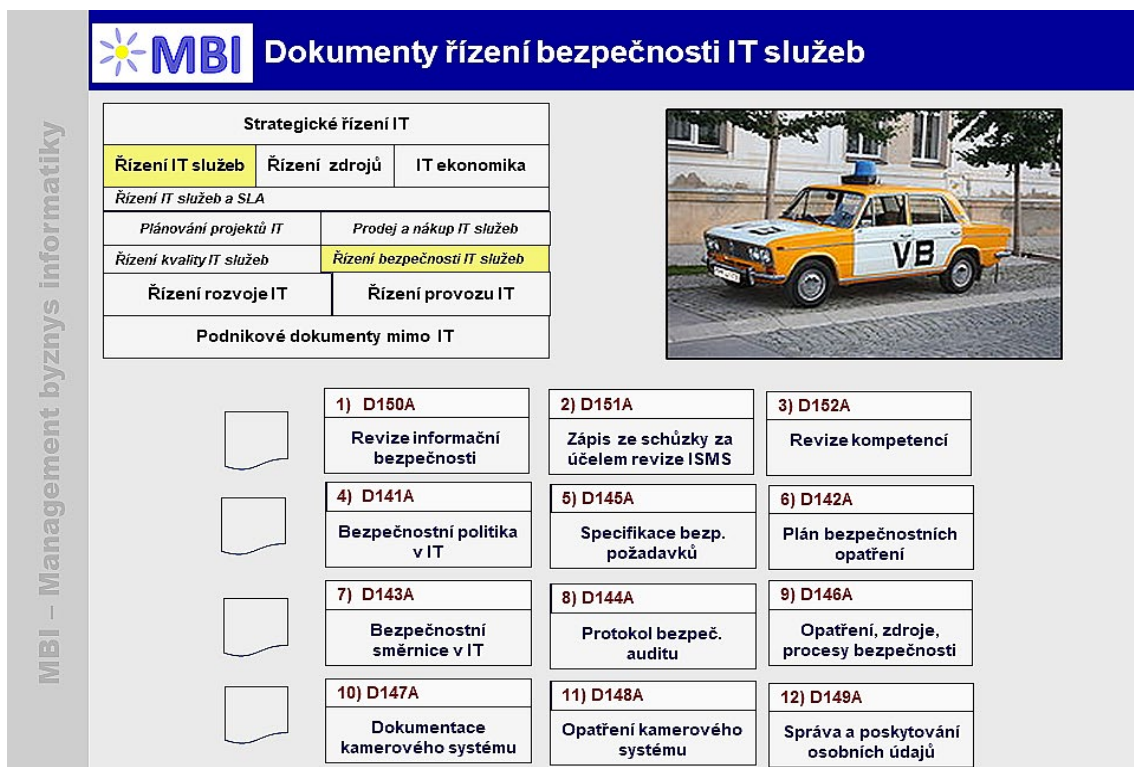 MBI
Dokumenty řízení bezpečnosti IT služeb
MBI – Management byznys informatiky
Strategické řízení IT
Řízení IT služeb
Řízení zdrojů
IT ekonomika
Řízení IT služeb a SLA
Plánování projektů IT
Prodej a nákup IT služeb
Řízení kvality IT služeb
Řízení bezpečnosti IT služeb
Řízení rozvoje IT
Řízení provozu IT
Podnikové dokumenty mimo IT
VB
1) D150A
Revize informační
bezpečnosti
2) D151A
Zápis ze schůzky za
účelem revize ISMS
3) D152A
Revize kompetencí
4) D141A
Bezpečnostní politika
v IT
5) D145A
Specifikace bezp.
požadavků
6) D142A
Plán bezpečnostních
opatření
7) D143A
Bezpečnostní
směrnice v IT
8) D144A
Protokol bezpeč.
auditu
9) D146A
Opatření, zdroje,
procesy bezpečnosti
10) D147A
Dokumentace
kamerového systému
11) D148A
Opatření kamerového
systému
12) D149A
Správa a poskytování
osobních údajů